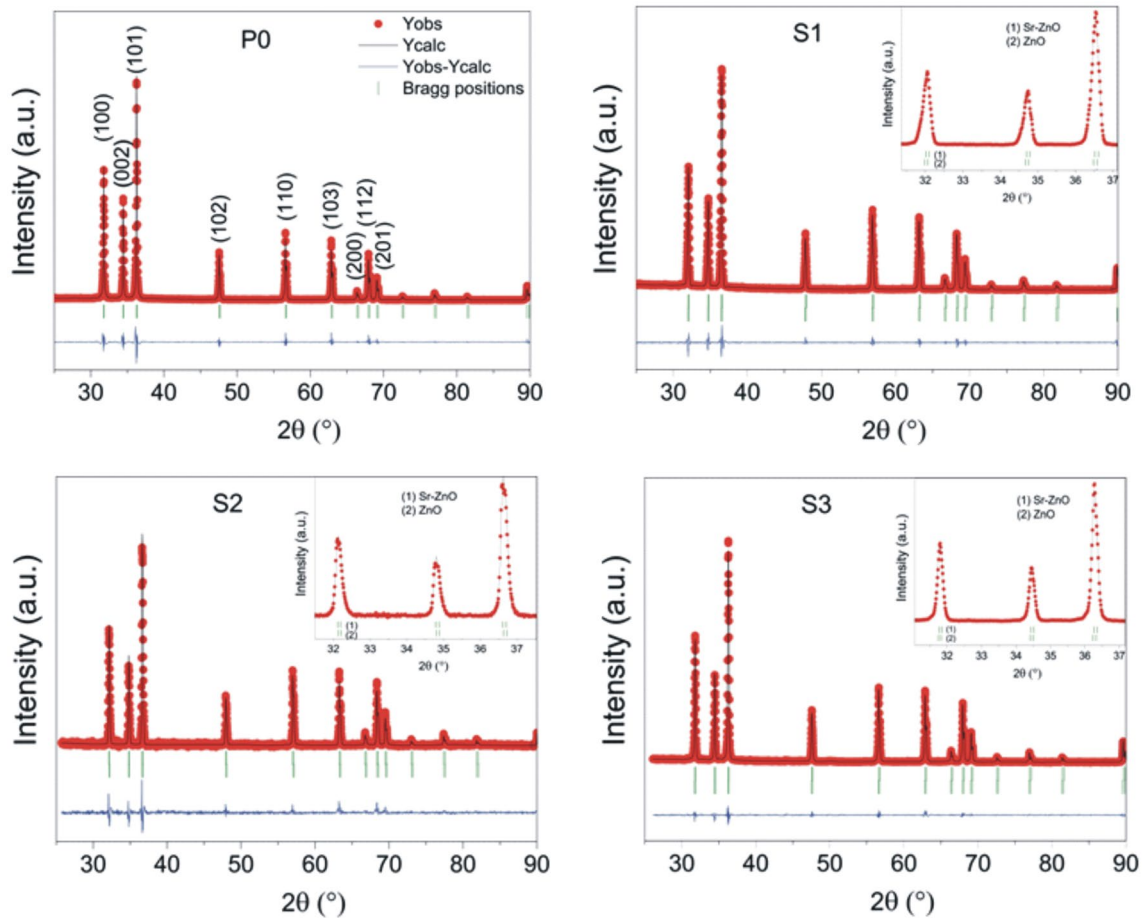 P0
Yobs
Ycalc
Yobs-Ycalc
Bragg positions
(100)
(002)
(101)
(102)
(110)
(103)
(200)
(112)
(201)
Intensity (a.u.)
30 40 50 60 70 80 90
2θ (°)
S1
(1) Sr-ZnO
(2) ZnO
Intensity (a.u.)
(1)
(2)
32 33 34 35 36 37
2θ (°)
Intensity (a.u.)
30 40 50 60 70 80 90
2θ (°)
S2
(1) Sr-ZnO
(2) ZnO
Intensity (a.u.)
(1)
(2)
32 33 34 35 36 37
2θ (°)
Intensity (a.u.)
30 40 50 60 70 80 90
2θ (°)
S3
(1) Sr-ZnO
(2) ZnO
Intensity (a.u.)
(1)
(2)
32 33 34 35 36 37
2θ (°)
Intensity (a.u.)
30 40 50 60 70 80 90
2θ (°)